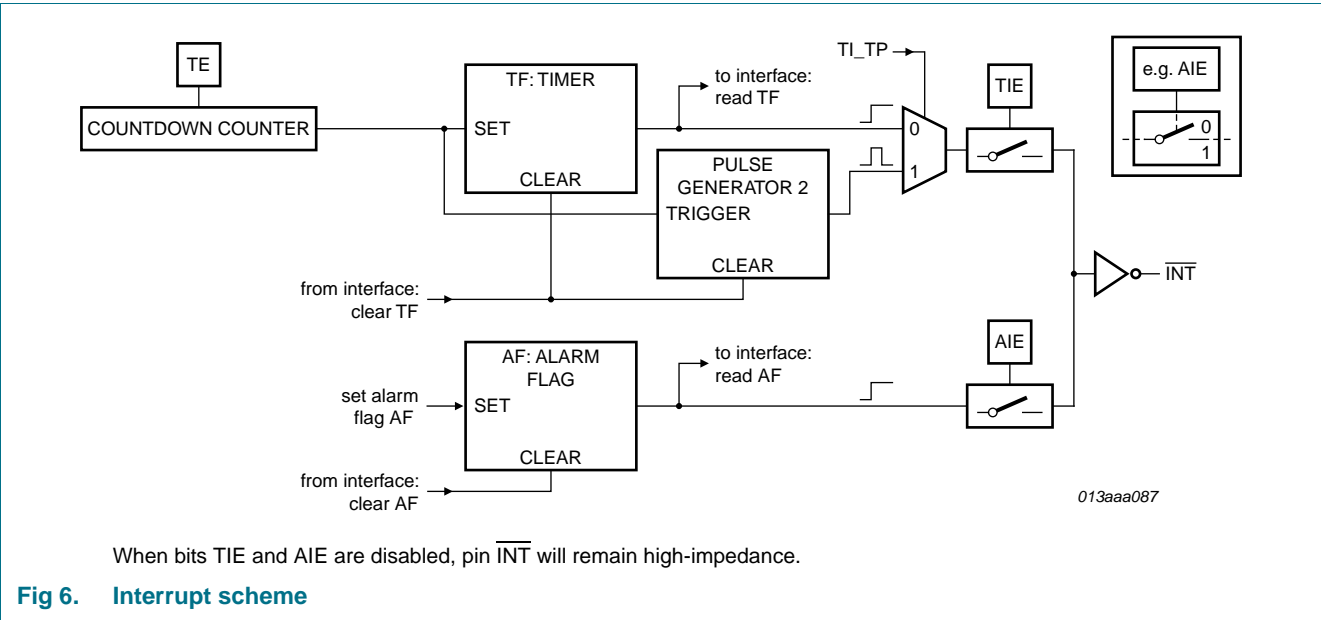 TE
COUNTDOWN COUNTER
TF: TIMER
SET
CLEAR
to interface:
read TF
TI_TP
0
1
TIE
e.g. AIE
0
1
PULSE
GENERATOR 2
TRIGGER
CLEAR
from interface:
clear TF
INT
AF: ALARM
FLAG
SET
CLEAR
to interface:
read AF
set alarm
flag AF
AIE
from interface:
clear AF
013aaa087
When bits TIE and AIE are disabled, pin INT will remain high-impedance.
Fig 6. Interrupt scheme